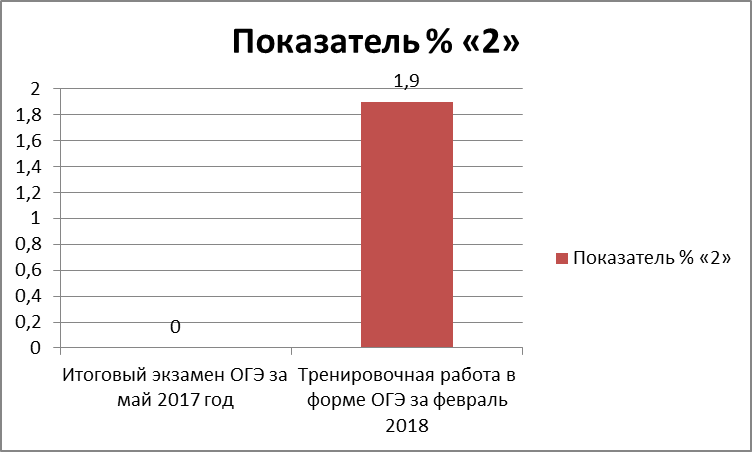 Показатель % «2»
2
1,8
1,6
1,4
1,2
1
0,8
0,6
0,4
0,2
0
1,9
0
Итоговый экзамен ОГЭ за
май 2017 год
Тренировочная работа в
форме ОГЭ за февраль
2018
Показатель % «2»